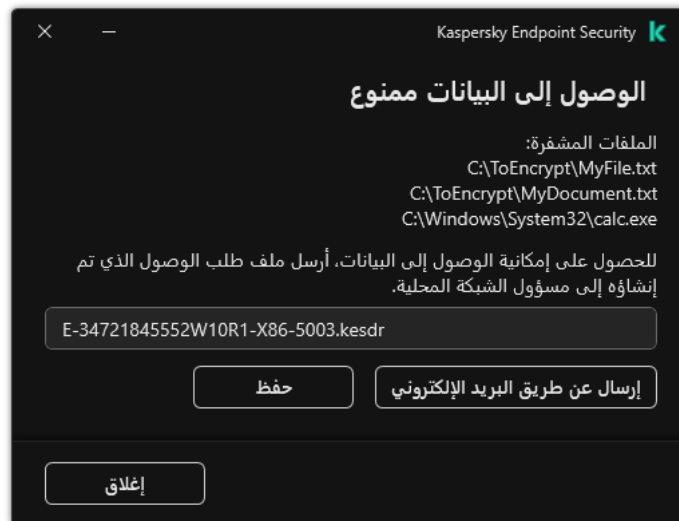 Kaspersky Endpoint Security
الوصول إلى البيانات ممنوع
الملفات المشفرة:
C:\ToEncrypt\MyFile.txt
C:\ToEncrypt\MyDocument.txt
C:\Windows\System32\calc.exe
للحصول على إمكانية الوصول إلى البيانات، أرسل ملف طلب الوصول الذي تم
إنشاؤه إلى مسؤول الشبكة المحلية.
E-34721845552W10R1-X86-5003.kesdr
إرسال عن طريق البريد الإلكتروني
حفظ
إغلاق